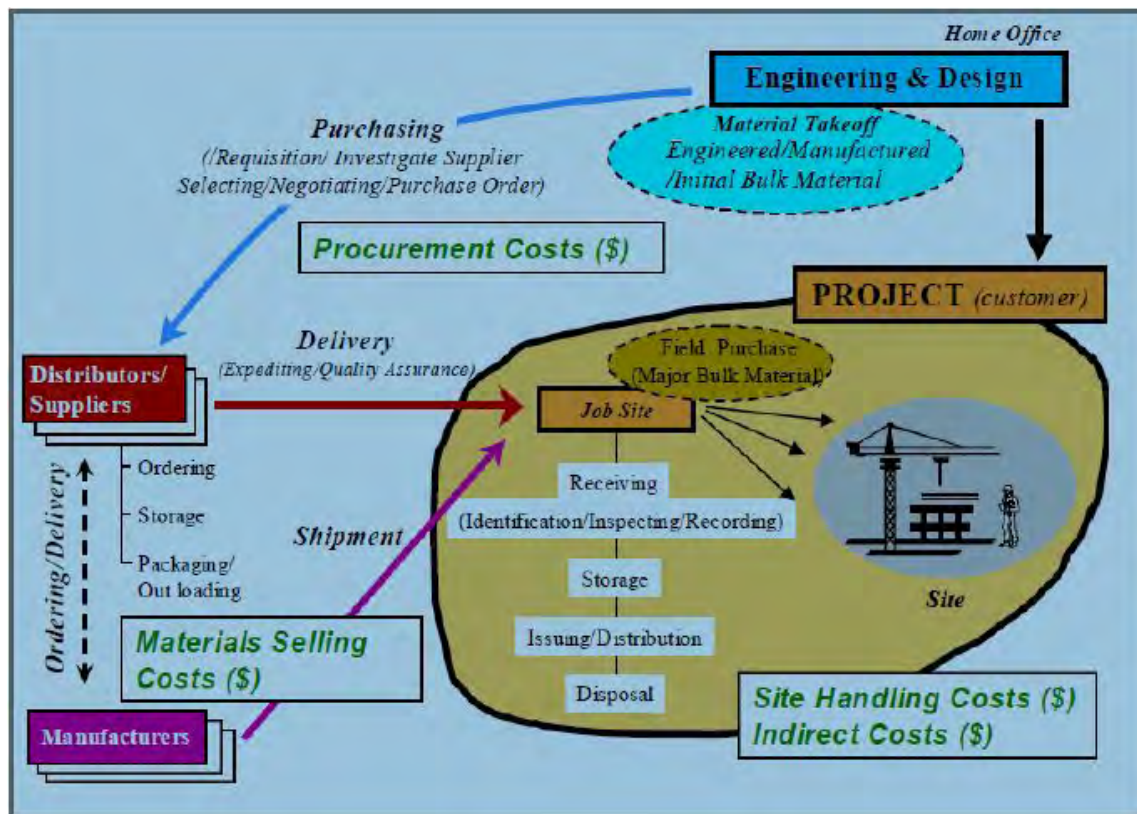 Home Office
Engineering & Design
Material Takeoff
Engineered/Manufactured
/Initial Bulk Material
Purchasing
(/Requisition/ Investigate Supplier
Selecting/Negotiating/Purchase Order)
Procurement Costs ($)
PROJECT (customer)
Delivery
(Expediting/Quality Assurance)
Field Purchase
(Major Bulk Material)
Distributors/
Suppliers
Job Site
Ordering
Storage
Packaging/
Out loading
Ordering/Delivery
Shipment
Receiving
(Identification/Inspecting/Recording)
Storage
Issuing/Distribution
Disposal
Site
Materials Selling
Costs ($)
Site Handling Costs ($)
Indirect Costs ($)
Manufacturers